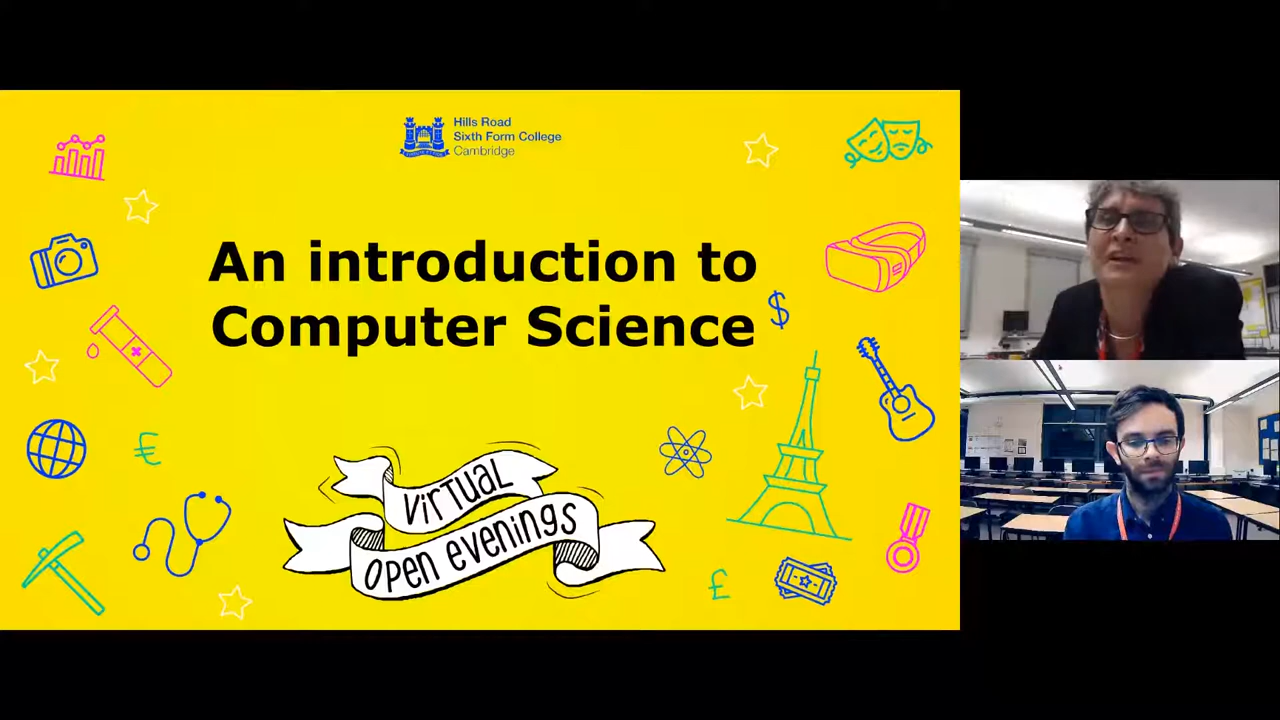 Hills Road
Sixth Form College
Cambridge
An introduction to
Computer Science
$
€
VIRTUAL
OPEN EVENINGS
£